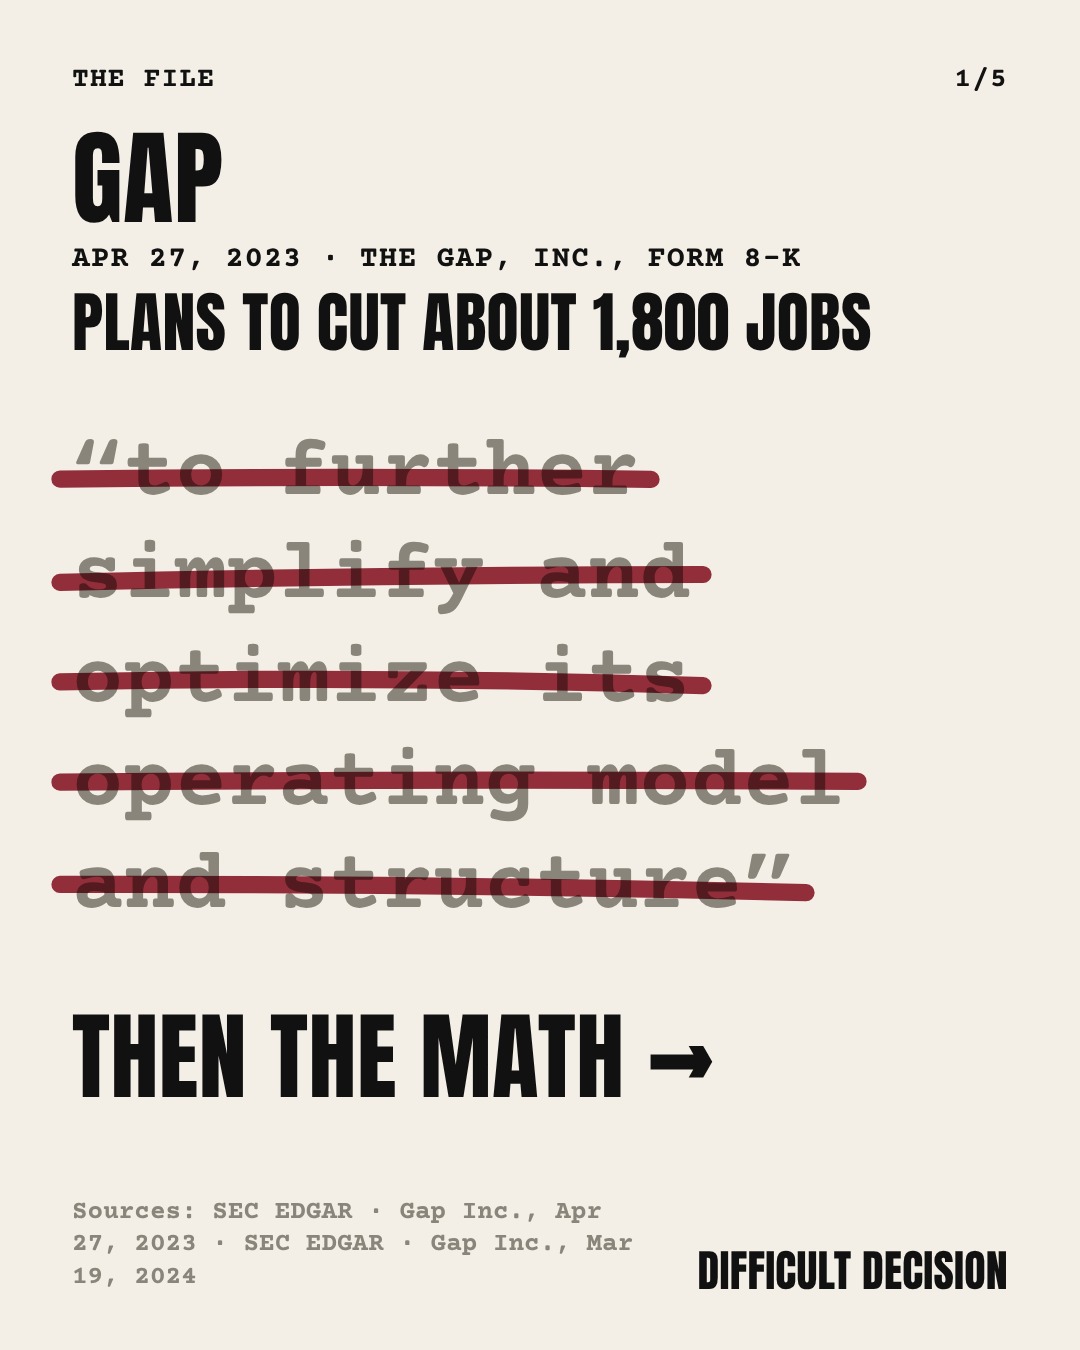 THE FILE
1/5
GAP
APR 27, 2023 · THE GAP, INC., FORM 8-K
PLANS TO CUT ABOUT 1,800 JOBS
“to further
simplify and
optimize its
operating model
and structure”
THEN THE MATH →
Sources: SEC EDGAR · Gap Inc., Apr
27, 2023 · SEC EDGAR · Gap Inc., Mar
19, 2024
DIFFICULT DECISION